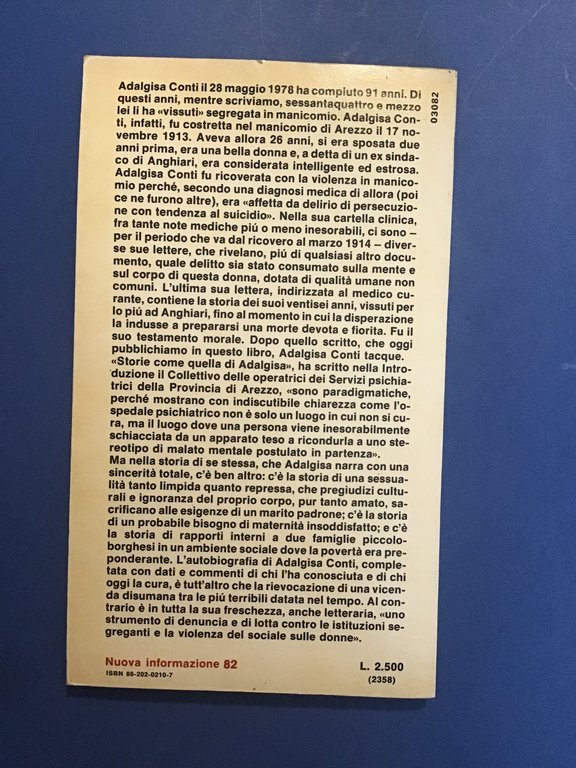 Adalgisa Conti il 28 maggio 1978 ha compiuto 91 anni. Di
questi anni, mentre scriviamo, sessantaquattro e mezzo
lei li ha «vissuti» segregata in manicomio. Adalgisa Con-
ti, infatti, fu costretta nel manicomio di Arezzo il 17 no-
vembre 1913. Aveva allora 26 anni, si era sposata due
anni prima, era una bella donna e, a detta di un ex sinda-
co di Anghiari, era considerata intelligente ed estrosa.
Adalgisa Conti fu ricoverata con la violenza in manico-
mio perché, secondo una diagnosi medica di allora (poi
ce ne furono altre), era «affetta da delirio di persecuzio-
ne con tendenza al suicidio». Nella sua cartella clinica,
fra tante note mediche piú o meno inesorabili, ci sono –
per il periodo che va dal ricovero al marzo 1914 – diver-
se sue lettere, che rivelano, piú di qualsiasi altro docu-
mento, quale delitto sia stato consumato sulla mente e
sul corpo di questa donna, dotata di qualità umane non
comuni. L'ultima sua lettera, indirizzata al medico cu-
rante, contiene la storia dei suoi ventisei anni, vissuti per
lo piú ad Anghiari, fino al momento in cui la disperazione
la indusse a prepararsi una morte devota e fiorita. Fu il
suo testamento morale. Dopo quello scritto, che oggi
pubblichiamo in questo libro, Adalgisa Conti tacque.
«Storie come quella di Adalgisa», ha scritto nella Intro-
duzione il Collettivo delle operatrici dei Servizi psichia-
trici della Provincia di Arezzo, «sono paradigmatiche,
perché mostrano con indiscutibile chiarezza come l'o-
spedale psichiatrico non è solo un luogo in cui non si cu-
ra, ma il luogo dove una persona viene inesorabilmente
schiacciata da un apparato teso a ricondurla a uno ste-
reotipo di malato mentale postulato in partenza».
Ma nella storia di se stessa, che Adalgisa narra con una
sincerità totale, c'è ben altro: c'è la storia di una sessua-
lità tanto limpida quanto repressa, che pregiudizi cultu-
rali e ignoranza del proprio corpo, pur tanto amato, sa-
crificano alle esigenze di un marito padrone; c'è la storia
di un probabile bisogno di maternità insoddisfatto; e c'è
la storia di rapporti interni a due famiglie piccolo-
borghesi in un ambiente sociale dove la povertà era pre-
ponderante. L'autobiografia di Adalgisa Conti, comple-
tata con dati e commenti di chi l'ha conosciuta e di chi
oggi la cura, è tutt'altro che la rievocazione di una vicen-
da disumana tra le piú terribili datata nel tempo. Al con-
trario è in tutta la sua freschezza, anche letteraria, «uno
strumento di denuncia e di lotta contro le istituzioni se-
greganti e la violenza del sociale sulle donne».
03082
Nuova informazione 82
ISBN 88-202-0210-7
L. 2.500
(2358)